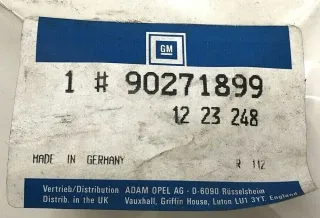 GM
1 # 90271899
12 23 248
MADE IN GERMANY R 112
Vertrieb/Distribution ADAM OPEL AG · D-6090 Rüsselsheim
Distrib. in the UK Vauxhall, Griffin House, Luton LU1 3YT England